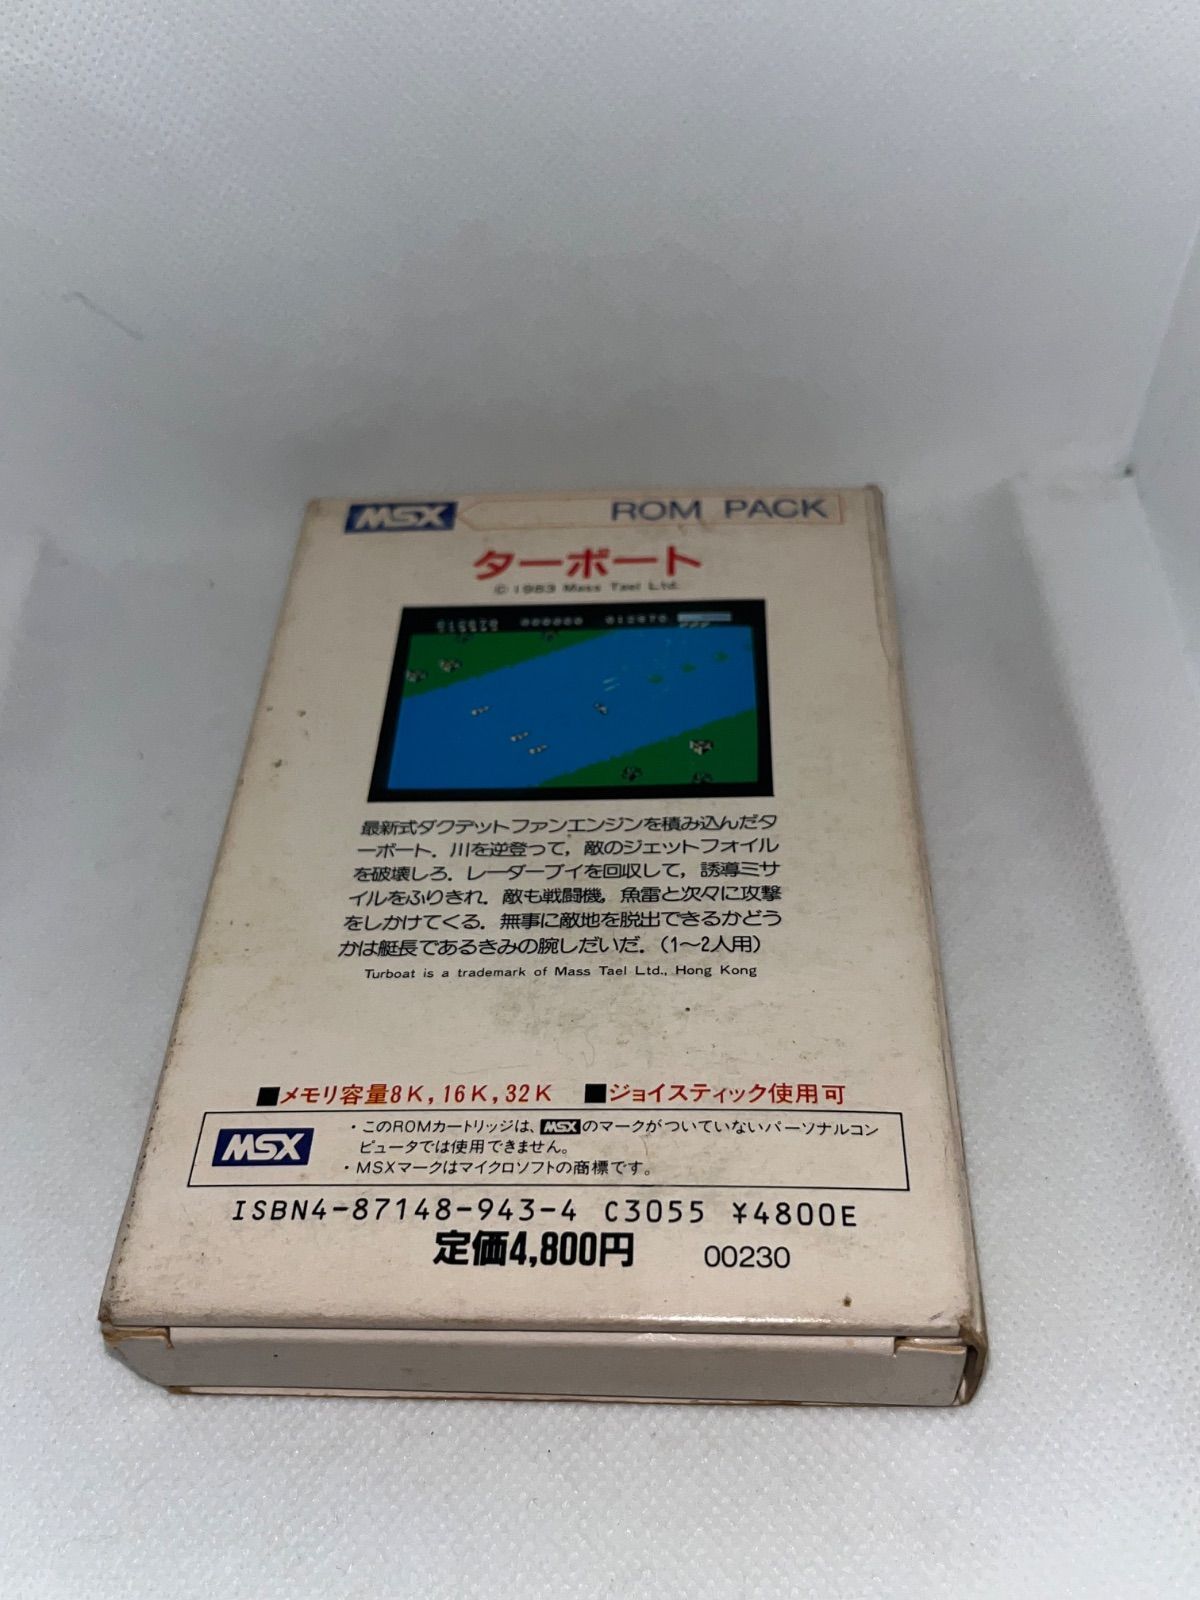 MSX ROM PACK
ターボート
© 1983 Mass Tael Ltd.
最新式ダクデットファンエンジンを積み込んだタ
ーボート．川を逆登って，敵のジェットフォイル
を破壊しろ．レーダーブイを回収して，誘導ミサ
イルをふりきれ．敵も戦闘機，魚雷と次々に攻撃
をしかけてくる．無事に敵地を脱出できるかどう
かは艇長であるきみの腕しだいだ．(1〜2人用)
Turboat is a trademark of Mass Tael Ltd., Hong Kong
■メモリ容量8K, 16K, 32K ■ジョイスティック使用可
MSX
・このROMカートリッジは、MSXのマークがついていないパーソナルコン
ピュータでは使用できません。
・MSXマークはマイクロソフトの商標です。
ISBN4-87148-943-4 C3055 ¥4800E
定価4,800円 00230